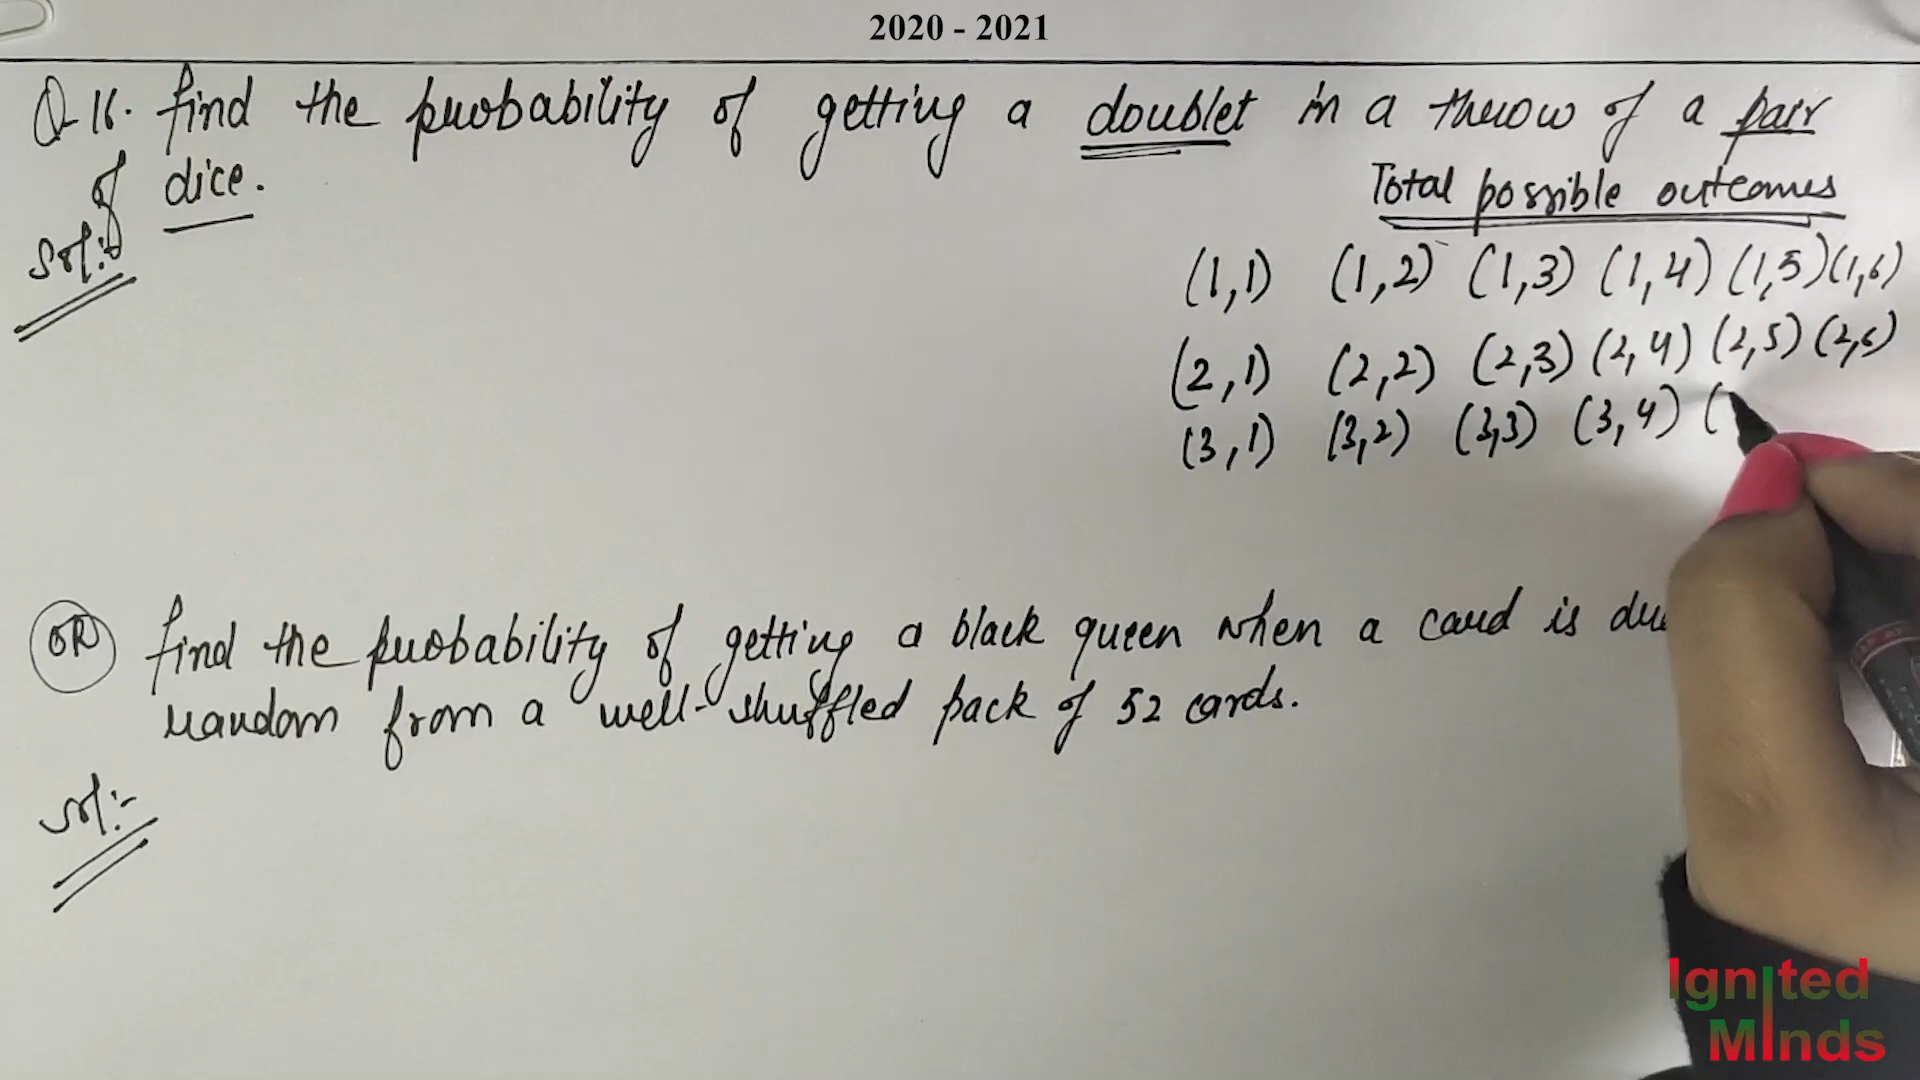 2020 - 2021
Q-16. find the probability of getting a doublet in a throw of a pair
of dice.
Total possible outcomes
Sol:-
(1,1) (1,2) (1,3) (1,4) (1,5) (1,6)
(2,1) (2,2) (2,3) (2,4) (2,5) (2,6)
(3,1) (3,2) (3,3) (3,4) (
OR find the probability of getting a black queen when a card is
random from a well-shuffled pack of 52 cards.
Sol:-
Ignited
Minds